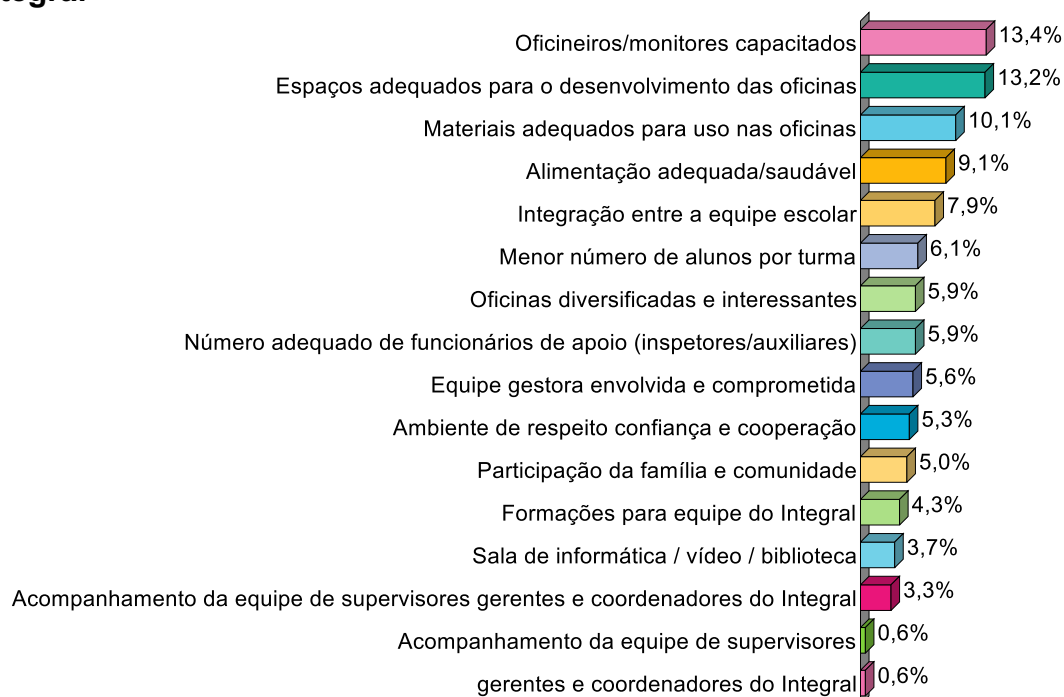 Oficineiros/monitores capacitados 13,4%
Espaços adequados para o desenvolvimento das oficinas 13,2%
Materiais adequados para uso nas oficinas 10,1%
Alimentação adequada/saudável 9,1%
Integração entre a equipe escolar 7,9%
Menor número de alunos por turma 6,1%
Oficinas diversificadas e interessantes 5,9%
Número adequado de funcionários de apoio (inspetores/auxiliares) 5,9%
Equipe gestora envolvida e comprometida 5,6%
Ambiente de respeito confiança e cooperação 5,3%
Participação da família e comunidade 5,0%
Formações para equipe do Integral 4,3%
Sala de informática / vídeo / biblioteca 3,7%
Acompanhamento da equipe de supervisores gerentes e coordenadores do Integral 3,3%
Acompanhamento da equipe de supervisores 0,6%
gerentes e coordenadores do Integral 0,6%